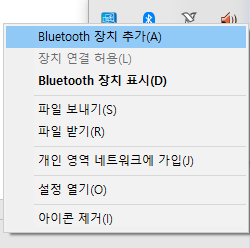 Bluetooth 장치 추가(A)
장치 연결 허용(L)
Bluetooth 장치 표시(D)
파일 보내기(S)
파일 받기(R)
개인 영역 네트워크에 가입(J)
설정 열기(O)
아이콘 제거(I)